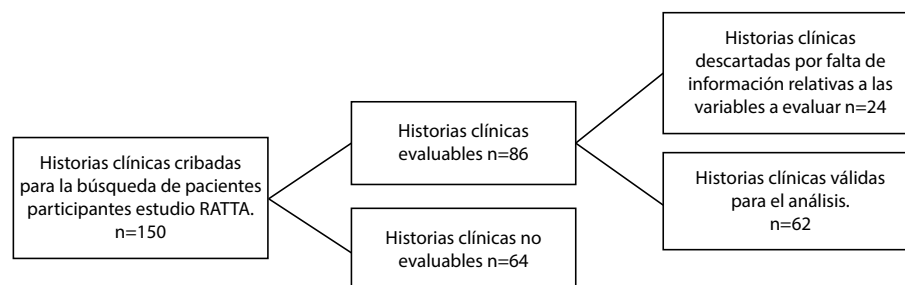 Historias clínicas cribadas
para la búsqueda de pacientes
participantes estudio RATTA.
n=150
Historias clínicas
evaluables n=86
Historias clínicas no
evaluables n=64
Historias clínicas
descartadas por falta de
información relativas a las
variables a evaluar n=24
Historias clínicas válidas
para el análisis.
n=62